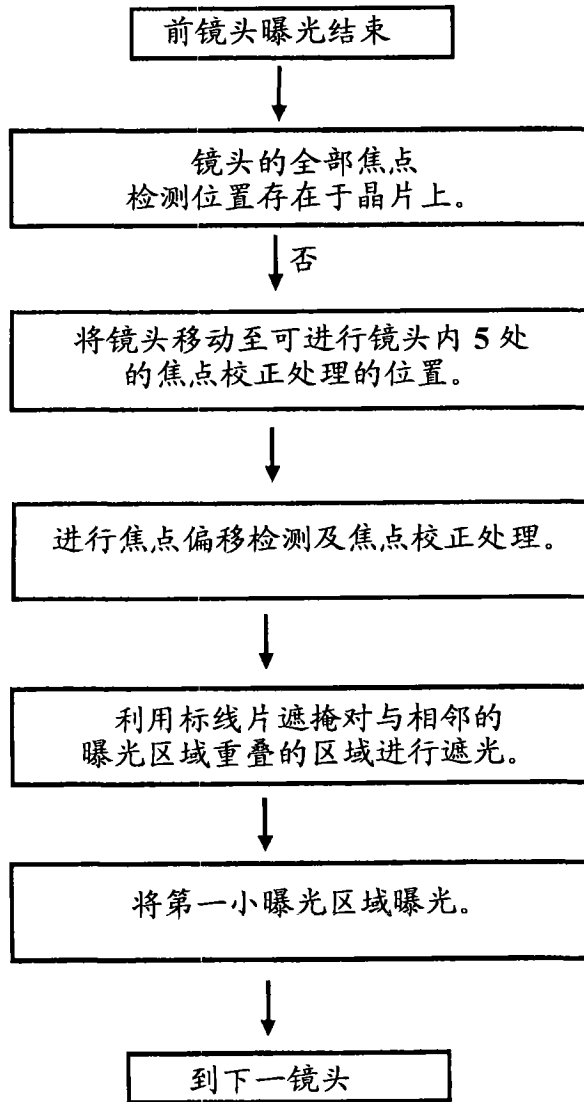 前镜头曝光结束
镜头的全部焦点
检测位置存在于晶片上。
否
将镜头移动至可进行镜头内 5 处
的焦点校正处理的位置。
进行焦点偏移检测及焦点校正处理。
利用标线片遮掩对与相邻的
曝光区域重叠的区域进行遮光。
将第一小曝光区域曝光。
到下一镜头